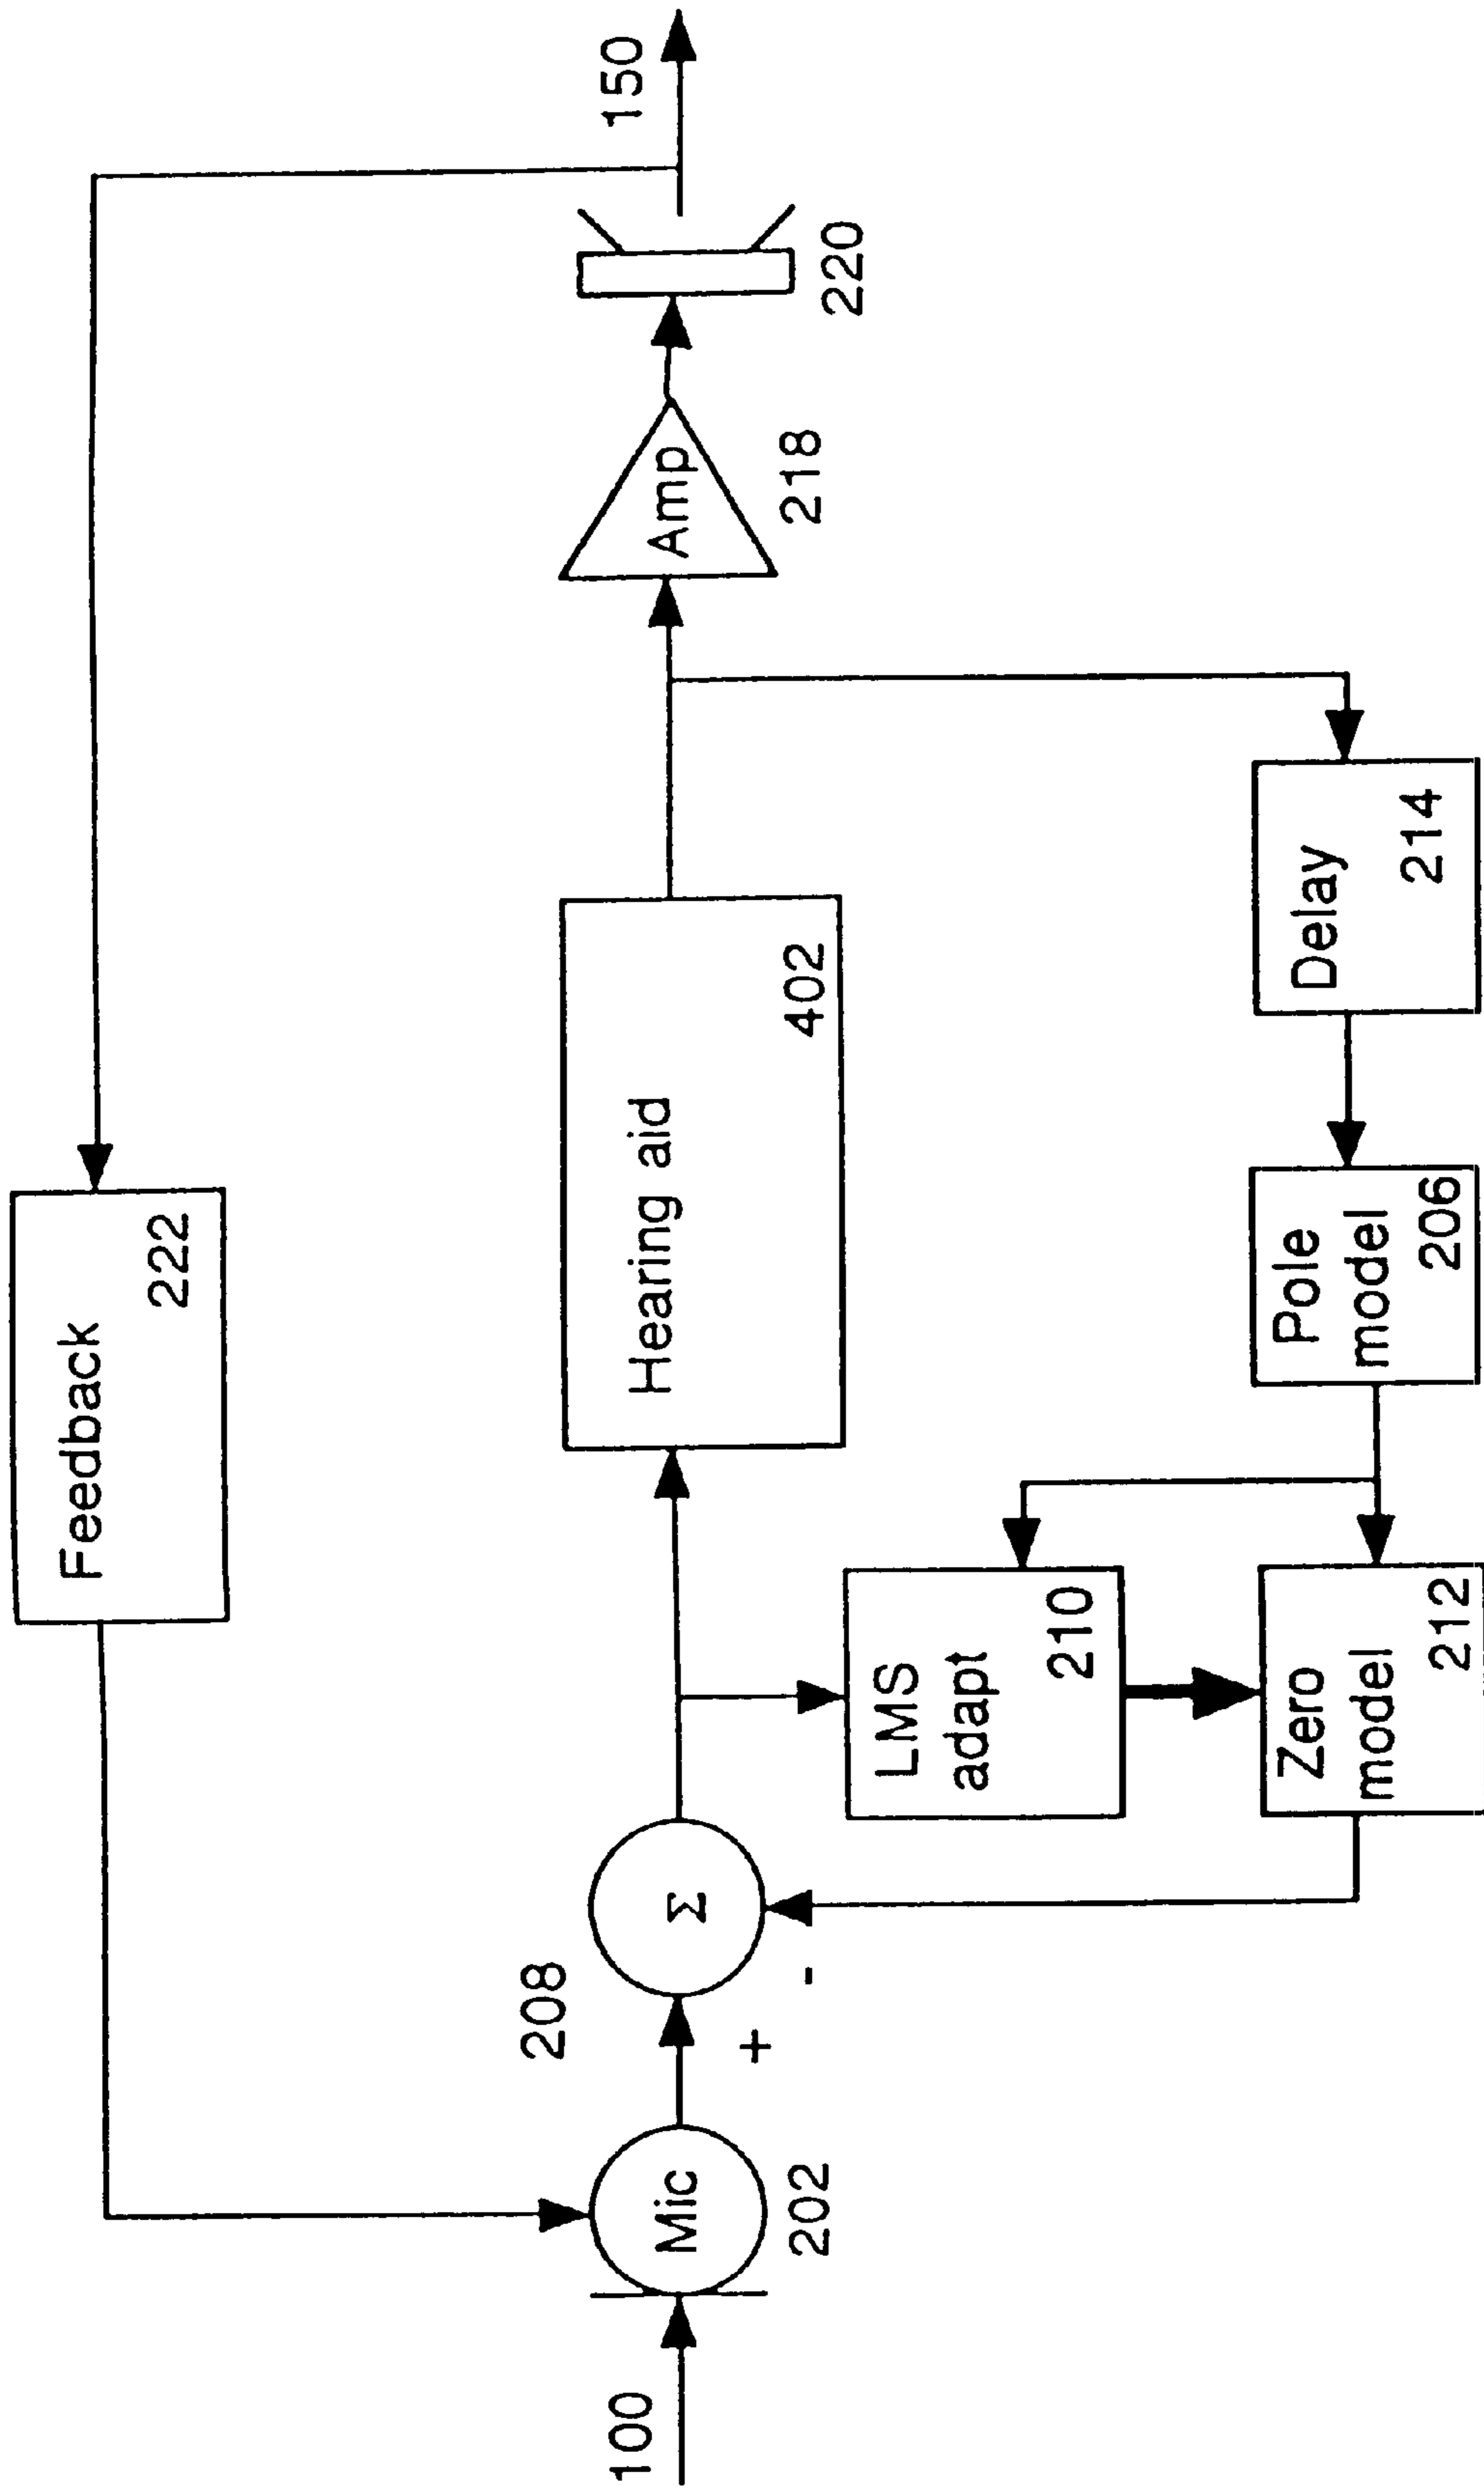 Feedback
222
100
Mic
202
208
+
-
Σ
Hearing aid
402
Amp
218
220
150
LMS
adapt
210
Zero
model
212
Pole
model
206
Delay
214